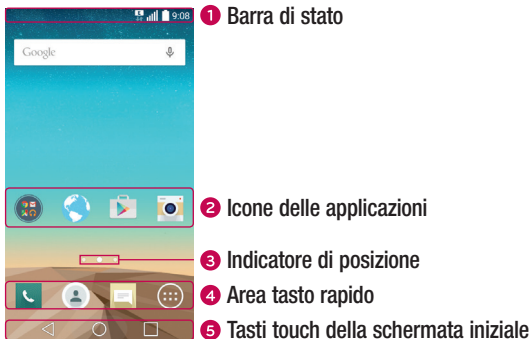 9:08
1 Barra di stato
Google
2 Icone delle applicazioni
3 Indicatore di posizione
4 Area tasto rapido
5 Tasti touch della schermata iniziale